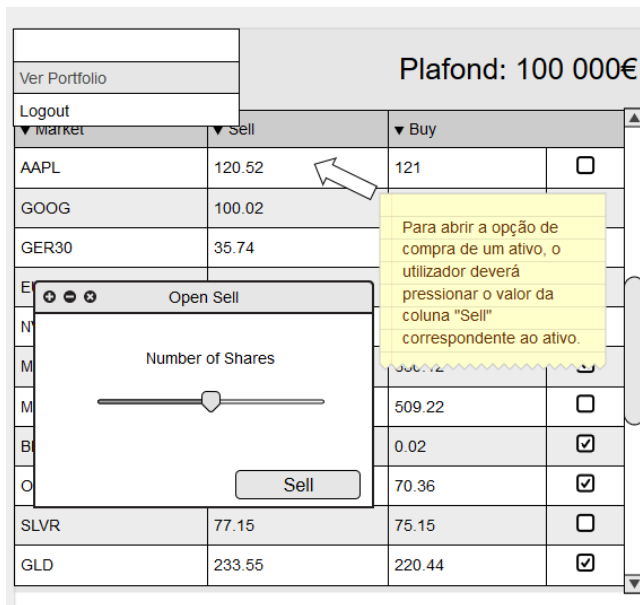 Plafond: 100 000€
Ver Portfolio
Logout
Market Sell Buy
AAPL 120.52 121
GOOG 100.02
GER30 35.74
Para abrir a opção de
compra de um ativo, o
utilizador deverá
pressionar o valor da
coluna "Sell"
correspondente ao ativo.
Open Sell
Number of Shares
Sell
509.22
0.02
70.36
SLVR 77.15 75.15
GLD 233.55 220.44